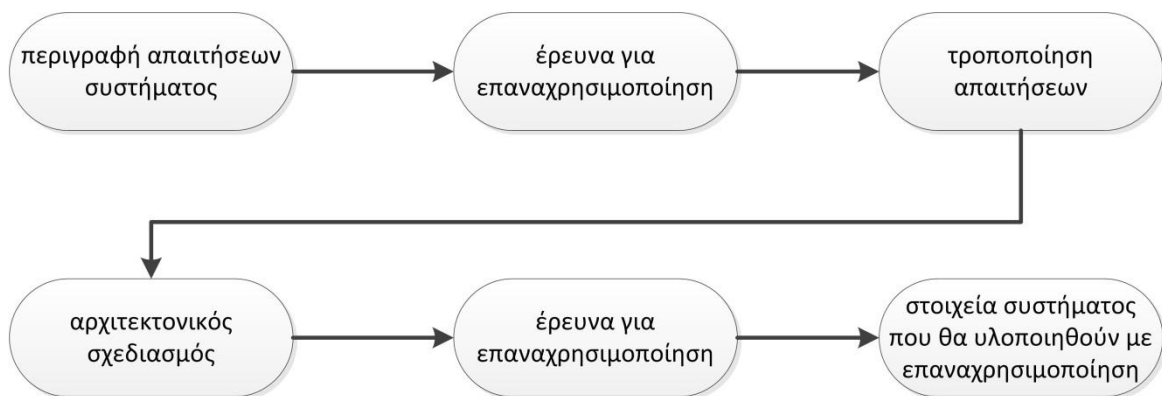 περιγραφή απαιτήσεων
συστήματος
έρευνα για
επαναχρησιμοποίηση
τροποποίηση
απαιτήσεων
αρχιτεκτονικός
σχεδιασμός
έρευνα για
επαναχρησιμοποίηση
στοιχεία συστήματος
που θα υλοποιηθούν με
επαναχρησιμοποίηση